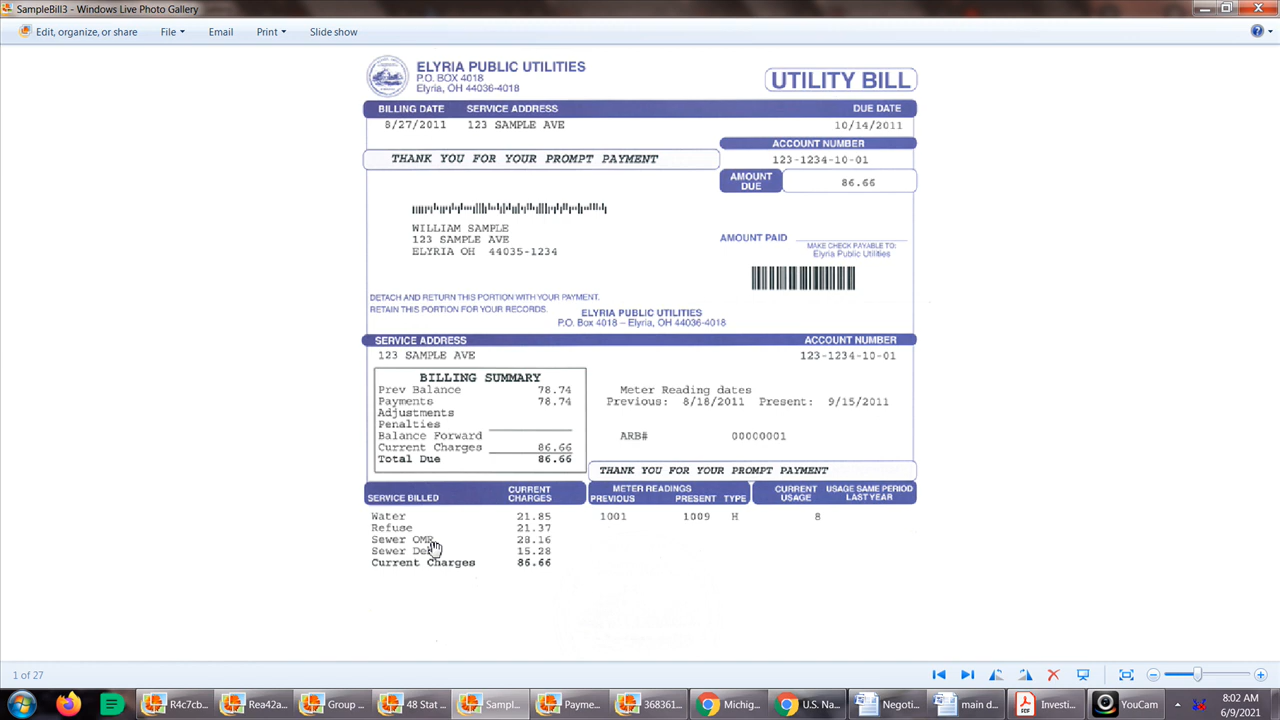 SampleBill3 - Windows Live Photo Gallery
Edit, organize, or share File Email Print Slide show
ELYRIA PUBLIC UTILITIES
P.O. BOX 4018
Elyria, OH 44036-4018
UTILITY BILL
BILLING DATE SERVICE ADDRESS DUE DATE
8/27/2011 123 SAMPLE AVE 10/14/2011
ACCOUNT NUMBER
THANK YOU FOR YOUR PROMPT PAYMENT 123-1234-10-01
AMOUNT DUE 86.66
WILLIAM SAMPLE
123 SAMPLE AVE
ELYRIA OH 44035-1234
AMOUNT PAID
MAKE CHECK PAYABLE TO:
Elyria Public Utilities
DETACH AND RETURN THIS PORTION WITH YOUR PAYMENT.
RETAIN THIS PORTION FOR YOUR RECORDS.
ELYRIA PUBLIC UTILITIES
P.O. Box 4018 – Elyria, OH 44036-4018
SERVICE ADDRESS ACCOUNT NUMBER
123 SAMPLE AVE 123-1234-10-01
BILLING SUMMARY
Prev Balance 78.74
Payments 78.74
Adjustments
Penalties
Balance Forward
Current Charges 86.66
Total Due 86.66
Meter Reading dates
Previous: 8/18/2011 Present: 9/15/2011
ARB# 00000001
THANK YOU FOR YOUR PROMPT PAYMENT
SERVICE BILLED CURRENT CHARGES METER READINGS PREVIOUS PRESENT TYPE CURRENT USAGE USAGE SAME PERIOD LAST YEAR
Water 21.85 1001 1009 H 8
Refuse 21.37
Sewer OMR 28.16
Sewer 15.28
Current Charges 86.66
1 of 27
R4c7cb... Rea42a... Group ... 48 Stat ... Sampl... Payme... 368361... Michig... U.S. Na... Negoti... main d... Investi... YouCam
8:02 AM
6/9/2021